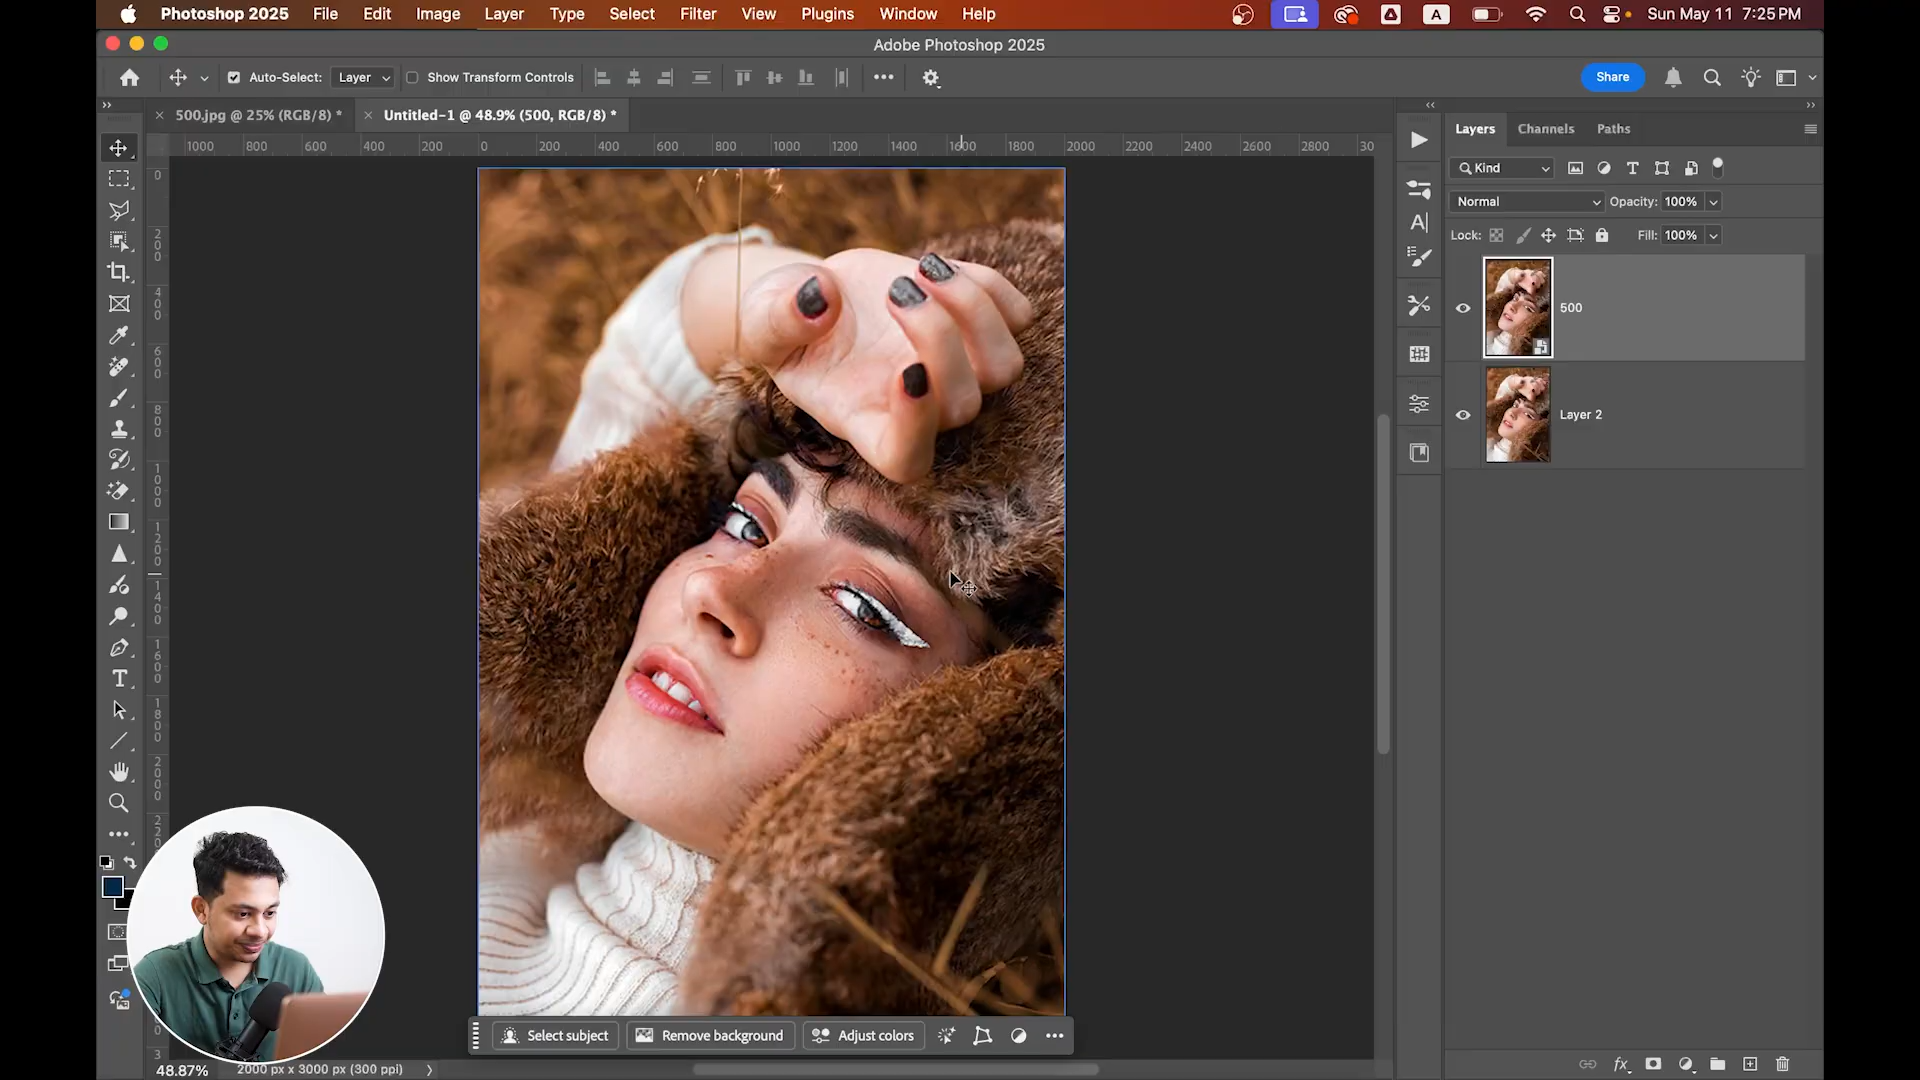 Photoshop 2025 File Edit Image Layer Type Select Filter View Plugins Window Help A Sun May 11 7:25 PM
Adobe Photoshop 2025
Auto-Select: Layer Show Transform Controls Share
500.jpg @ 25% (RGB/8) * Untitled-1 @ 48.9% (500, RGB/8) *
Layers Channels Paths
1000 800 600 400 200 0 200 400 600 800 1000 1200 1400 1600 1800 2000 2200 2400 2600 2800 30
0
200
400
600
800
1000
1200
1400
1600
1800
2000
Kind
Normal Opacity: 100%
Lock: Fill: 100%
500
Layer 2
Select subject Remove background Adjust colors
48.87% 2000 px x 3000 px (300 ppi)